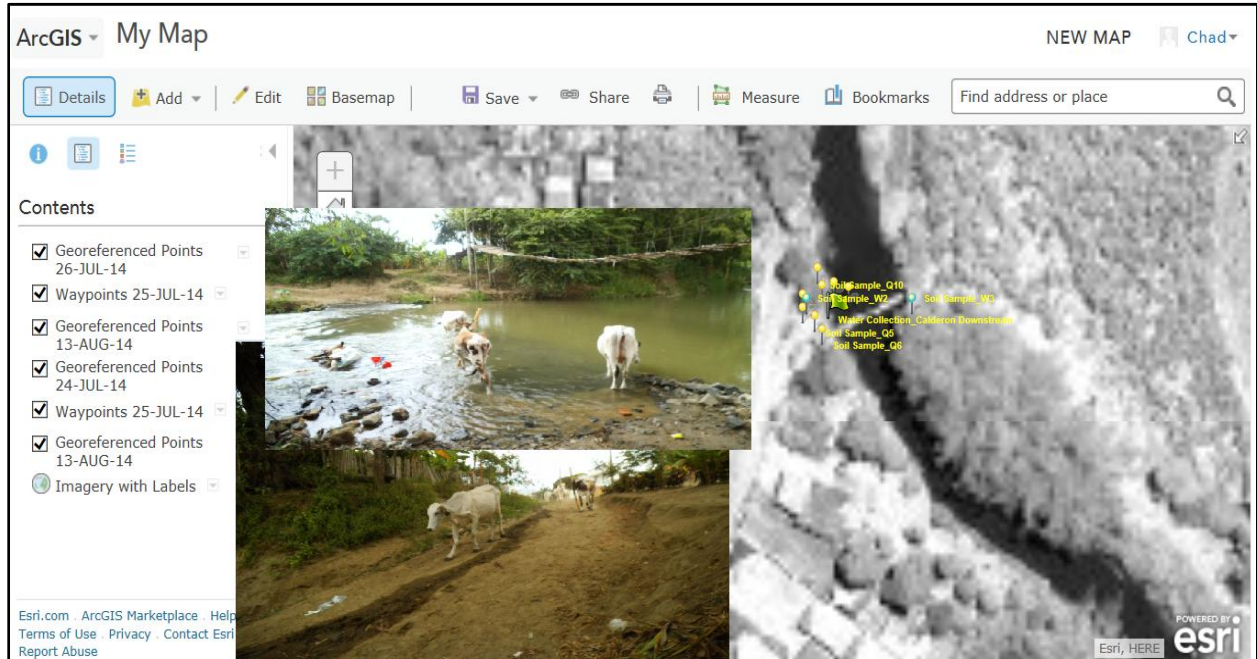 ArcGIS My Map
NEW MAP Chad
Details Add Edit Basemap Save Share Measure Bookmarks Find address or place
Contents
Georeferenced Points
26-JUL-14
Waypoints 25-JUL-14
Georeferenced Points
13-AUG-14
Georeferenced Points
24-JUL-14
Waypoints 25-JUL-14
Georeferenced Points
13-AUG-14
Imagery with Labels
Soil Sample_Q10
Soil Sample_W2 Soil Sample_W3
Water Collection_Calderon Downstream
Soil Sample_Q5
Soil Sample_Q6
Esri.com . ArcGIS Marketplace . Help
Terms of Use . Privacy . Contact Esri
Report Abuse
Esri, HERE
POWERED BY
esri